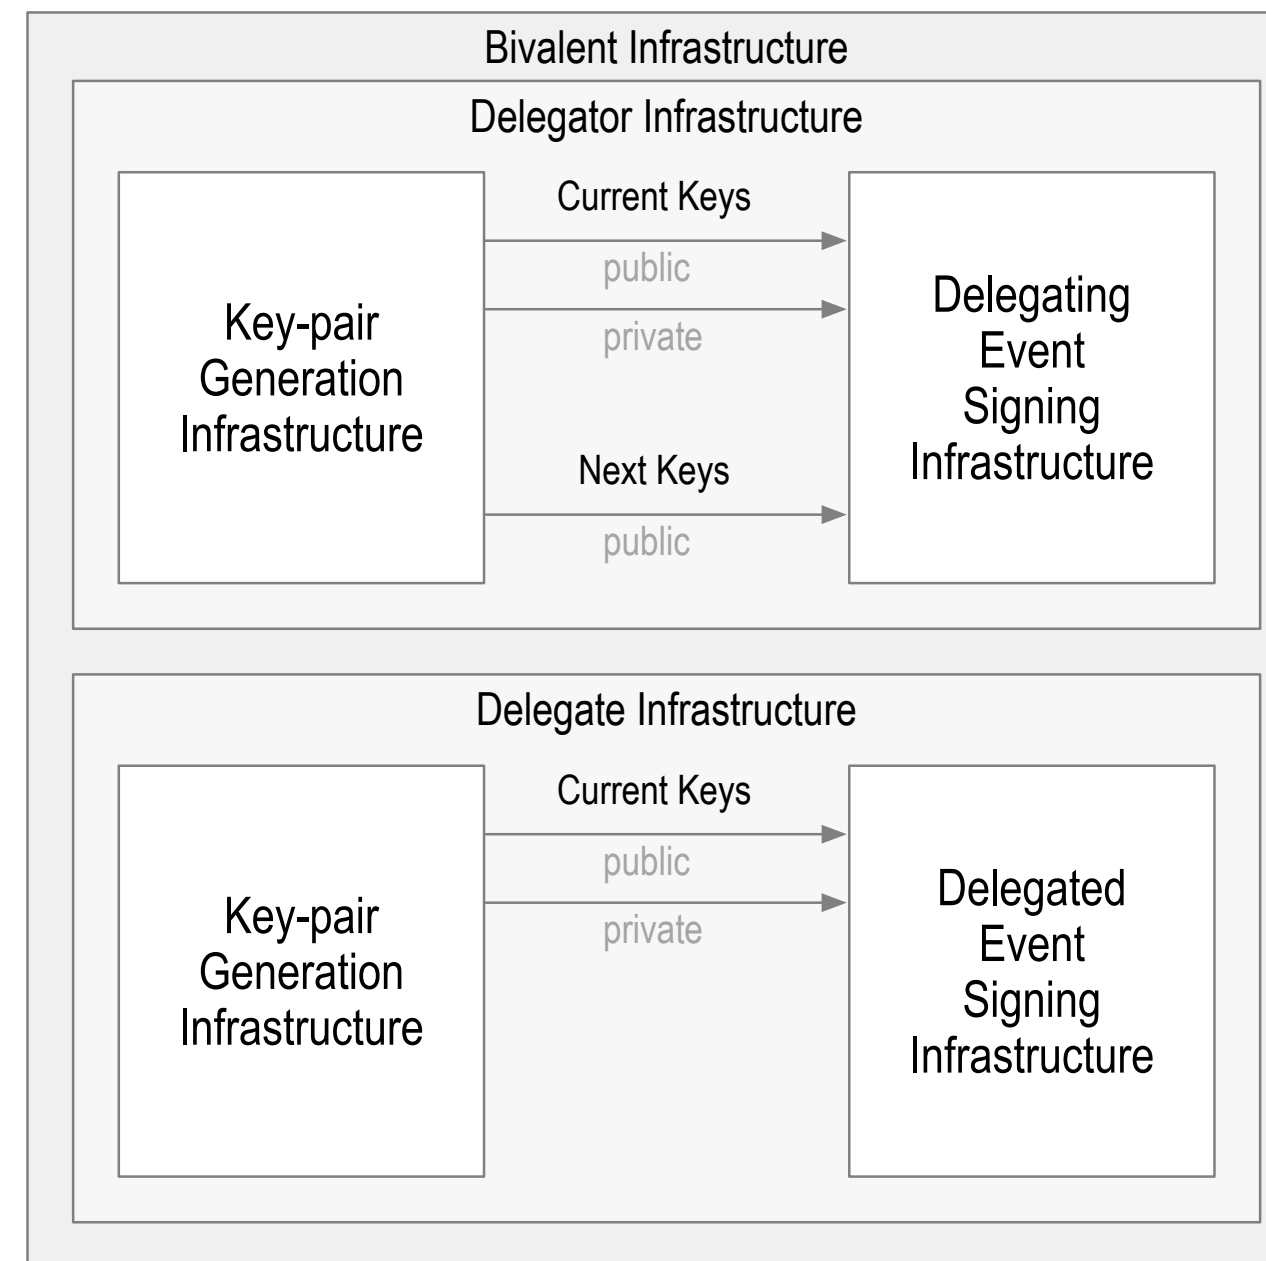 Bivalent Infrastructure
Delegator Infrastructure
Key-pair
Generation
Infrastructure
Current Keys
public
private
Next Keys
public
Delegating
Event
Signing
Infrastructure
Delegate Infrastructure
Key-pair
Generation
Infrastructure
Current Keys
public
private
Delegated
Event
Signing
Infrastructure